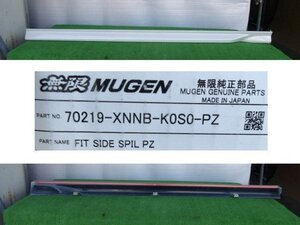 無限 MUGEN
無限純正部品
MUGEN GENUINE PARTS
MADE IN JAPAN
PART NO. 70219-XNNB-K0S0-PZ
PART NAME FIT SIDE SPIL PZ